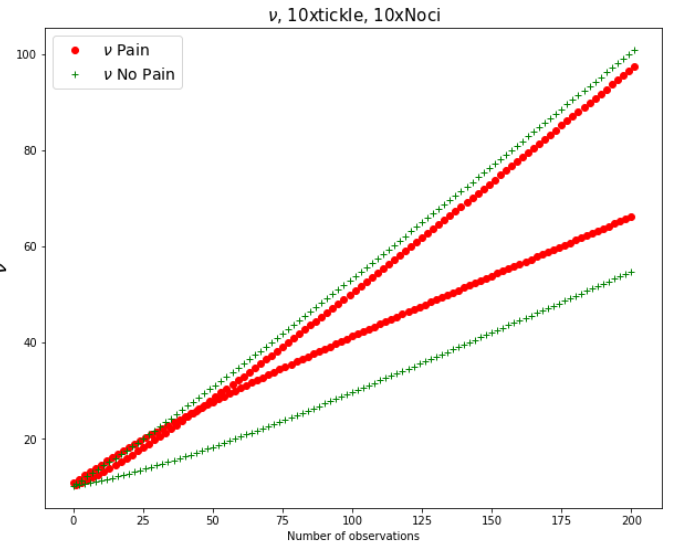 ν, 10xtickle, 10xNoci
ν Pain
ν No Pain
100
80
60
40
20
ν
0
25
50
75
100
125
150
175
200
Number of observations